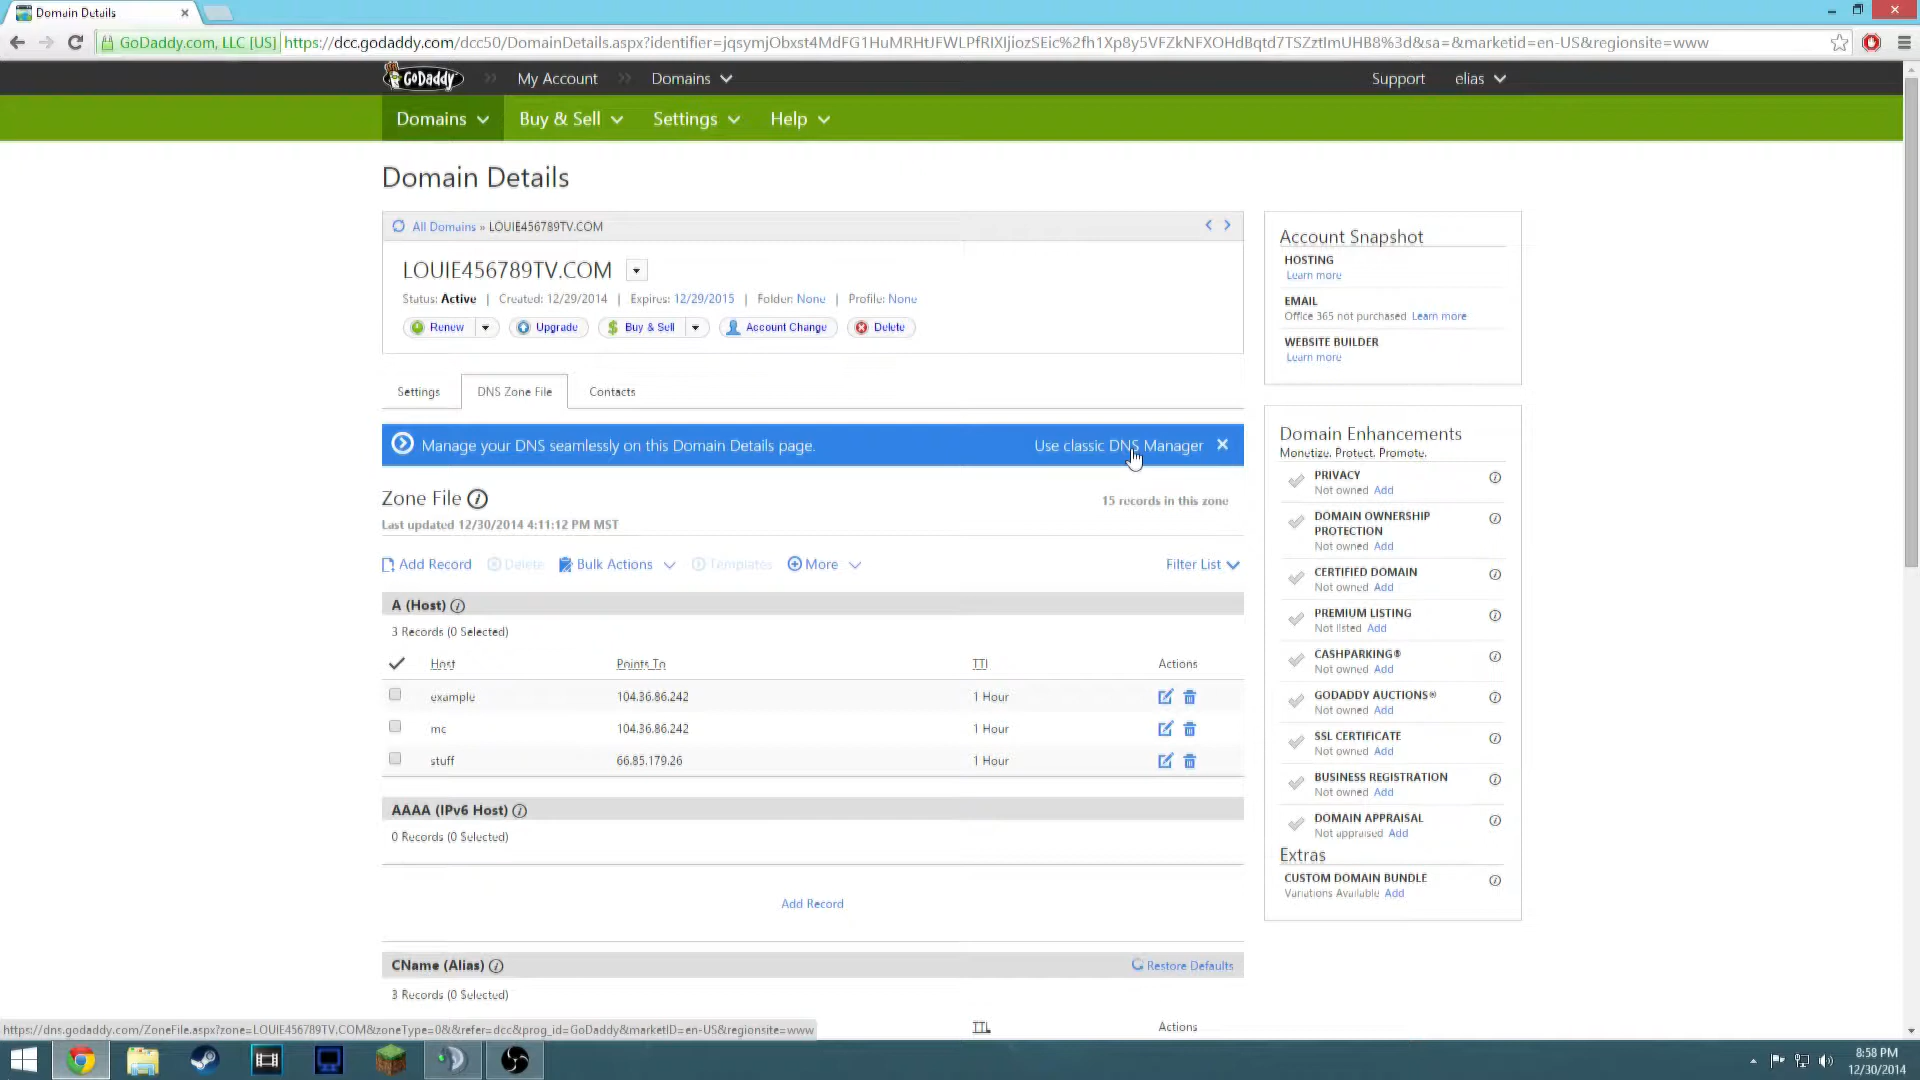 Domain Details
GoDaddy.com, LLC [US] https://dcc.godaddy.com/dcc50/DomainDetails.aspx?identifier=jqsymjObxst4MdFG1HuMRHtJFWLPfRIXIjiozSEic%2fh1Xp8y5VFZkNFXOHdBqtd7TSZztImUHB8%3d&sa=&marketid=en-US&regionsite=www
GoDaddy » My Account » Domains
Support elias
Domains Buy & Sell Settings Help
Domain Details
All Domains » LOUIE456789TV.COM
LOUIE456789TV.COM
Status: Active | Created: 12/29/2014 | Expires: 12/29/2015 | Folder: None | Profile: None
Renew Upgrade Buy & Sell Account Change Delete
Settings DNS Zone File Contacts
Manage your DNS seamlessly on this Domain Details page. Use classic DNS Manager
Zone File
15 records in this zone
Last updated 12/30/2014 4:11:12 PM MST
Add Record Delete Bulk Actions Templates More Filter List
A (Host)
3 Records (0 Selected)
Host Points To TTL Actions
example 104.36.86.242 1 Hour
mc 104.36.86.242 1 Hour
stuff 66.85.179.26 1 Hour
AAAA (IPv6 Host)
0 Records (0 Selected)
Add Record
CName (Alias) Restore Defaults
3 Records (0 Selected)
TTL Actions
Account Snapshot
HOSTING
Learn more
EMAIL
Office 365 not purchased Learn more
WEBSITE BUILDER
Learn more
Domain Enhancements
Monetize. Protect. Promote.
PRIVACY
Not owned Add
DOMAIN OWNERSHIP
PROTECTION
Not owned Add
CERTIFIED DOMAIN
Not owned Add
PREMIUM LISTING
Not listed Add
CASHPARKING®
Not owned Add
GODADDY AUCTIONS®
Not owned Add
SSL CERTIFICATE
Not owned Add
BUSINESS REGISTRATION
Not owned Add
DOMAIN APPRAISAL
Not appraised Add
Extras
CUSTOM DOMAIN BUNDLE
Variations Available Add
https://dns.godaddy.com/ZoneFile.aspx?zone=LOUIE456789TV.COM&zoneType=0&&refer=dcc&prog_id=GoDaddy&marketID=en-US&regionsite=www
8:58 PM
12/30/2014